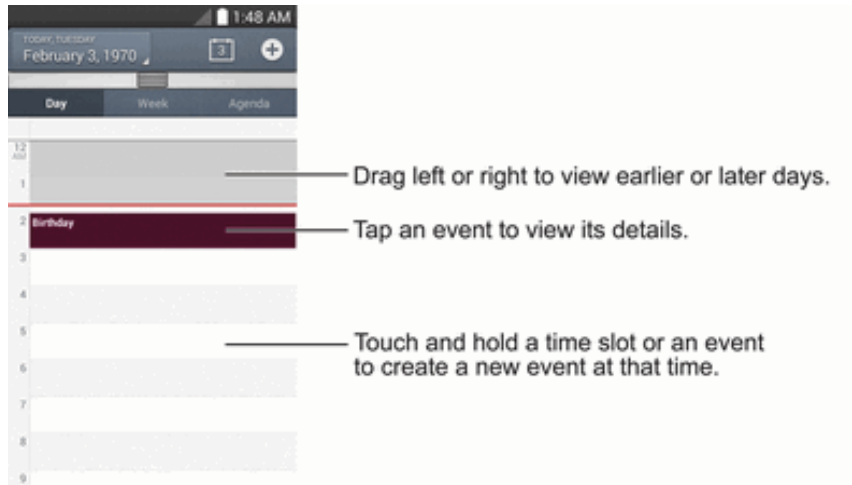 1:48 AM
TODAY, TUESDAY
February 3, 1970
3
Day Week Agenda
12
AM
Drag left or right to view earlier or later days.
1
2 Birthday
Tap an event to view its details.
3
4
5
Touch and hold a time slot or an event
to create a new event at that time.
6
7
8
9